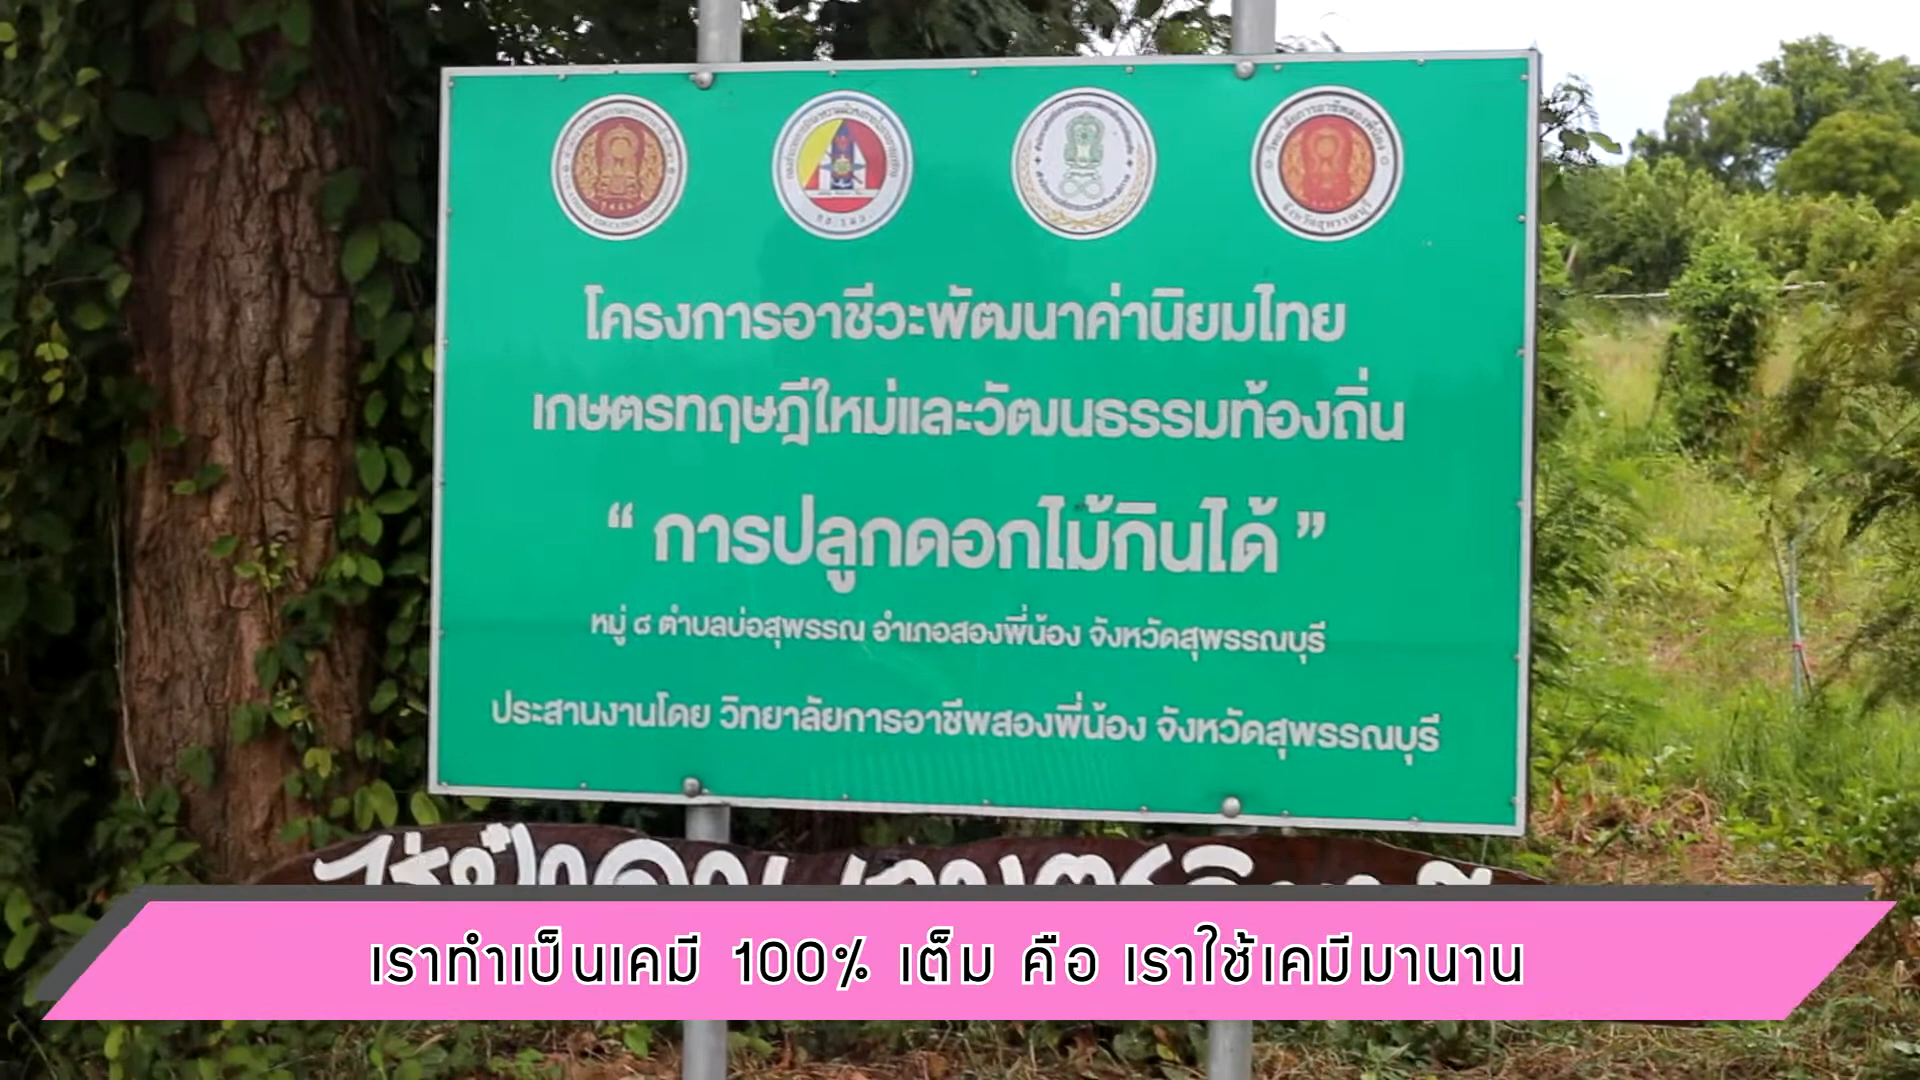 โครงการอาชีวะพัฒนาค่านิยมไทย
เกษตรทฤษฎีใหม่และวัฒนธรรมท้องถิ่น
“ การปลูกดอกไม้กินได้ ”
หมู่ ๘ ตำบลบ่อสุพรรณ อำเภอสองพี่น้อง จังหวัดสุพรรณบุรี
ประสานงานโดย วิทยาลัยการอาชีพสองพี่น้อง จังหวัดสุพรรณบุรี
เราทำเป็นเคมี 100% เต็ม คือ เราใช้เคมีมานาน